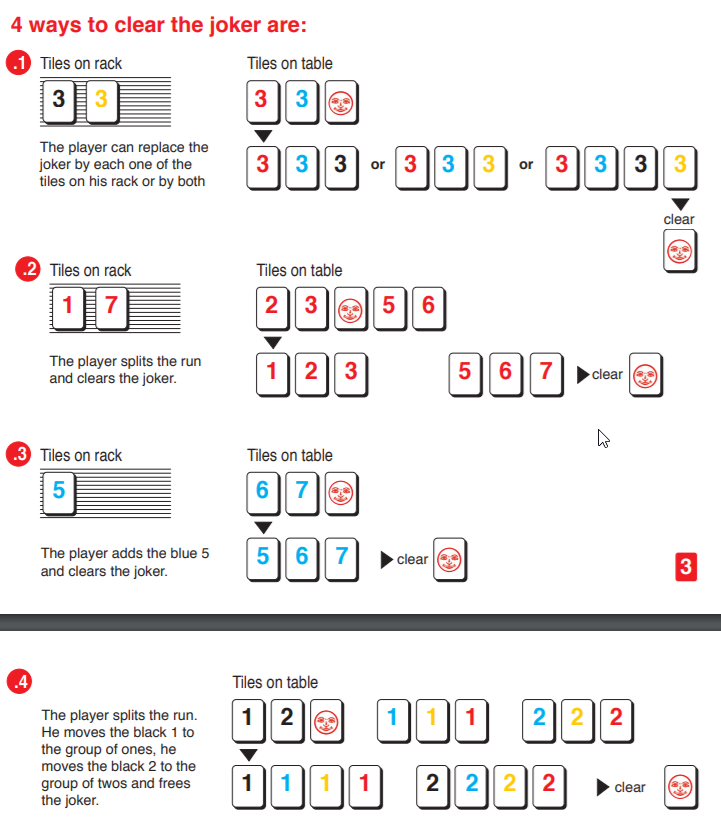 4 ways to clear the joker are:
.1 Tiles on rack
Tiles on table
3 3
3 3
The player can replace the
joker by each one of the
tiles on his rack or by both
3 3 3 or 3 3 3 or 3 3 3 3
clear
.2 Tiles on rack
Tiles on table
1 7
2 3 5 6
The player splits the run
and clears the joker.
1 2 3 5 6 7 clear
.3 Tiles on rack
Tiles on table
5
6 7
The player adds the blue 5
and clears the joker.
5 6 7 clear
3
.4
Tiles on table
The player splits the run.
He moves the black 1 to
the group of ones, he
moves the black 2 to the
group of twos and frees
the joker.
1 2 1 1 1 2 2 2
1 1 1 1 2 2 2 2 clear